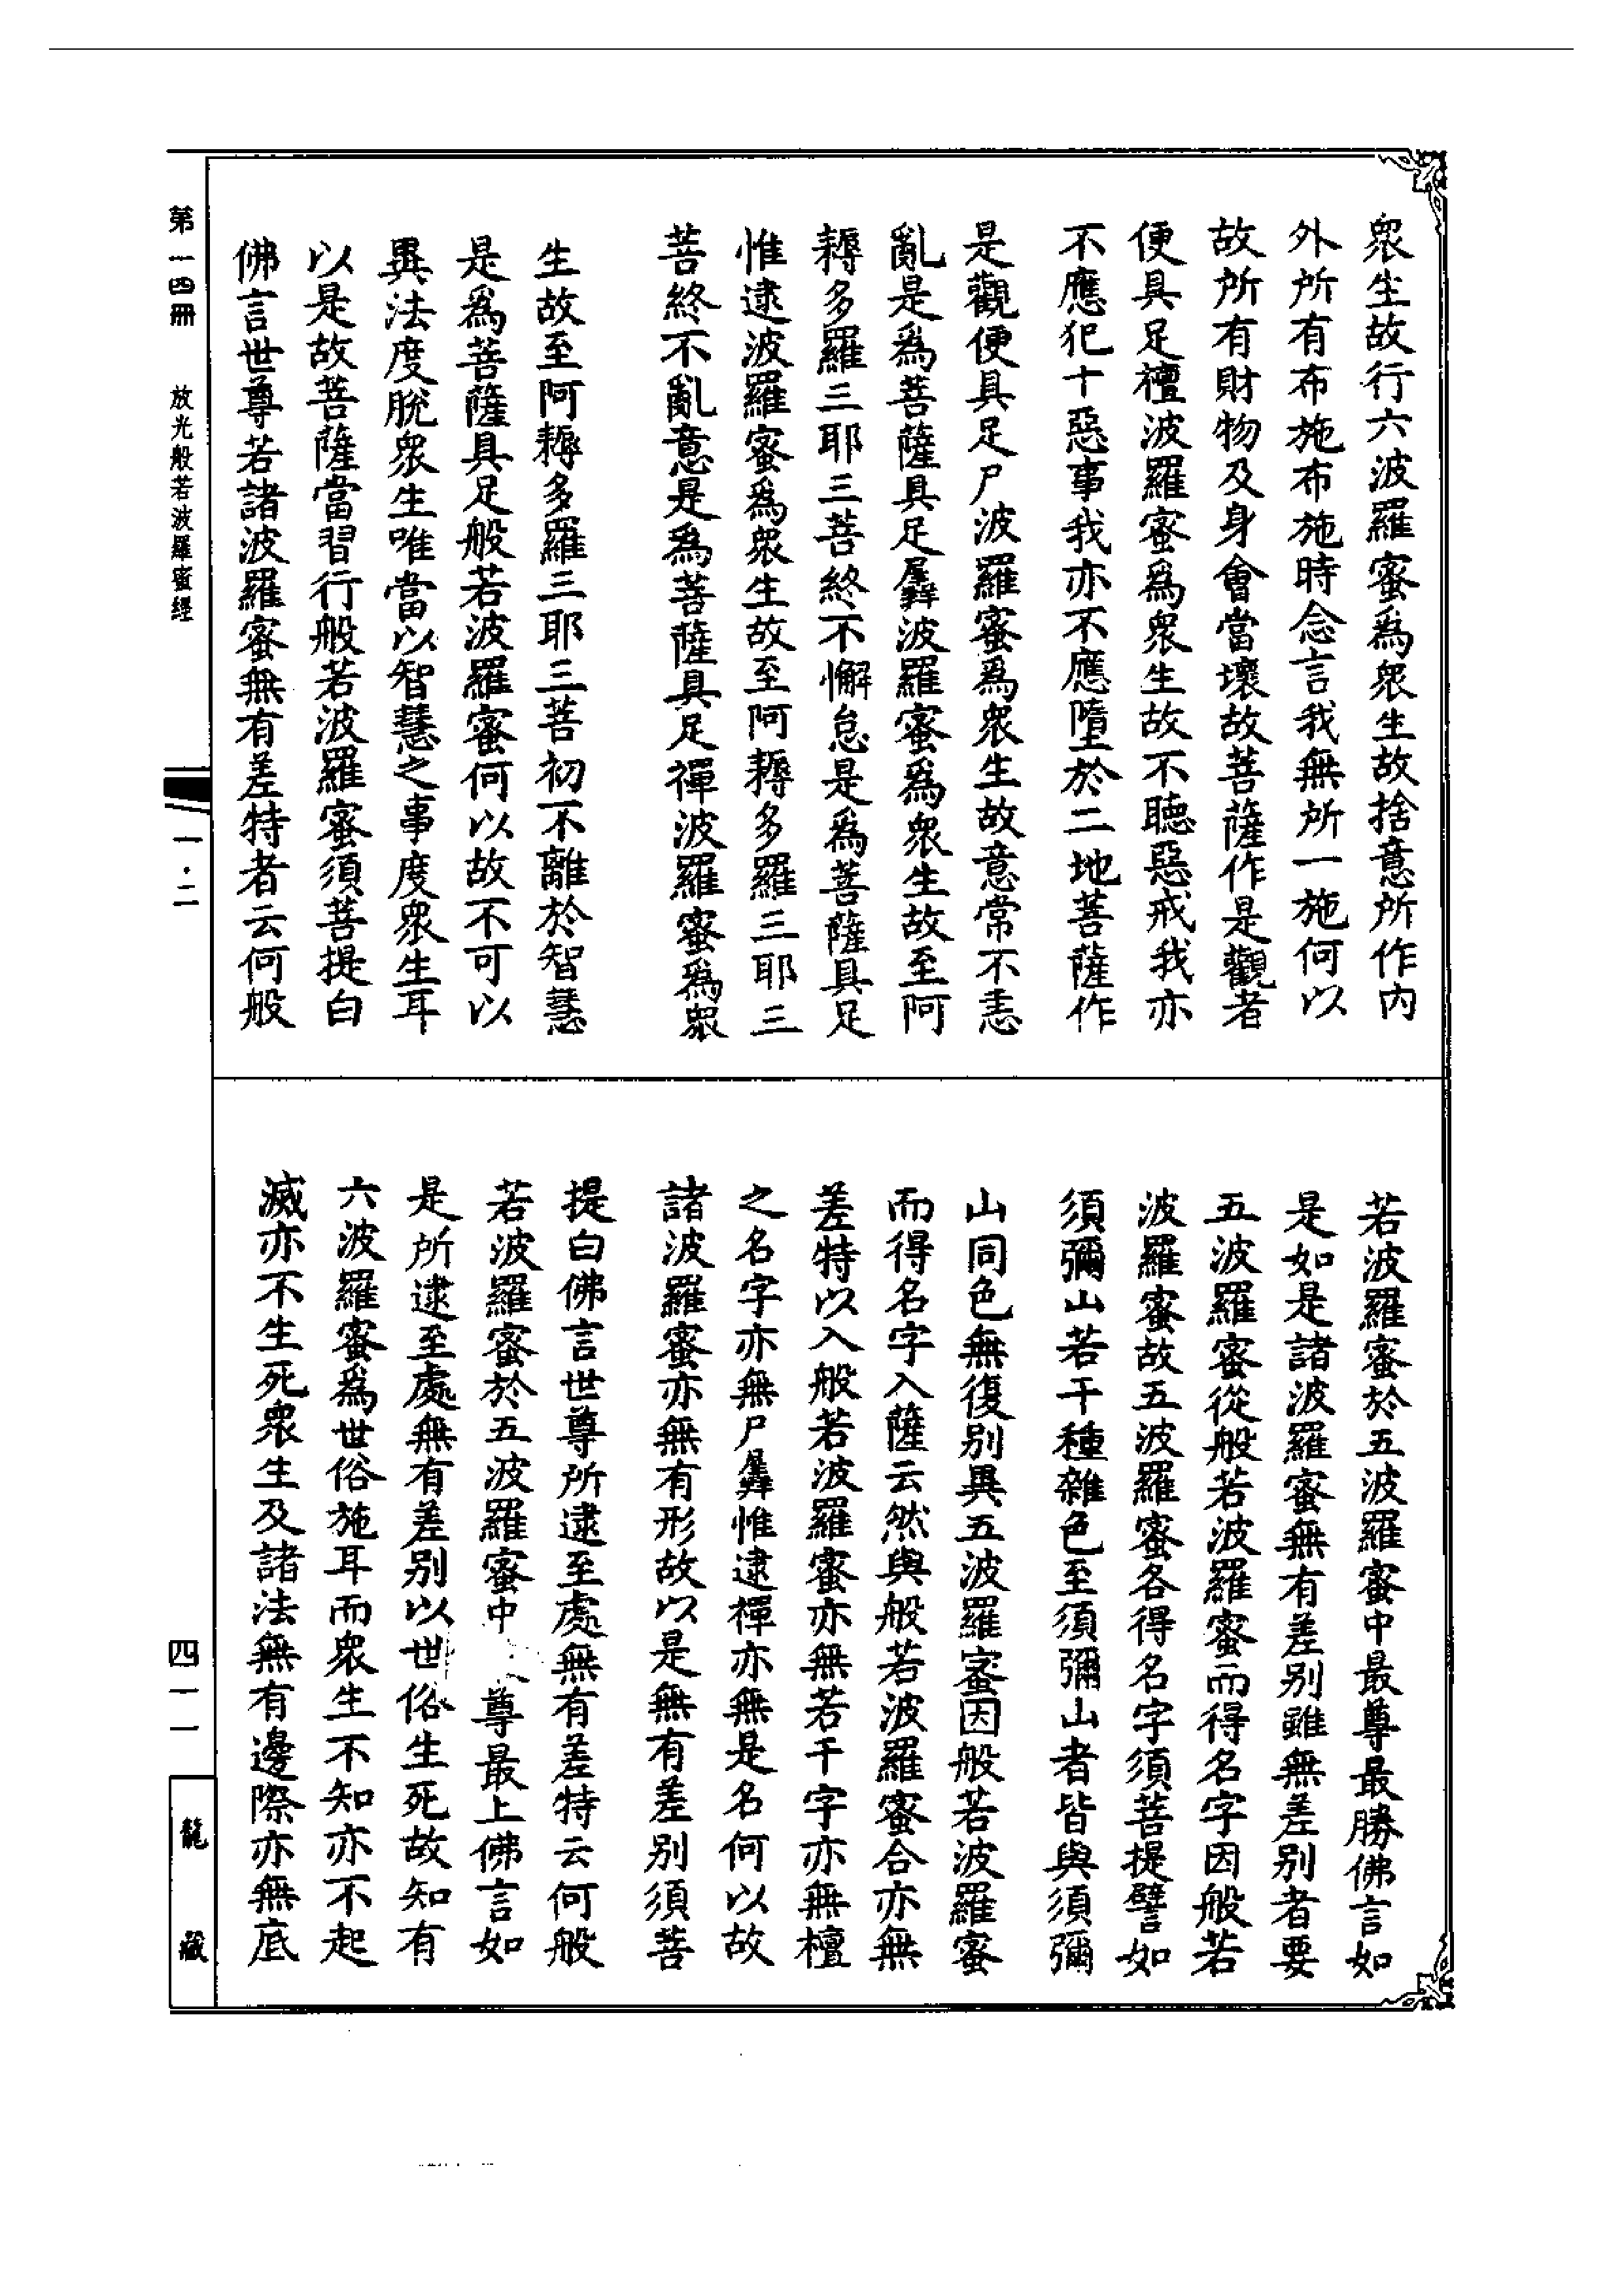 眾生故行六波羅蜜為眾生故捨意所作內
外所有布施布施時念言我無所一施何以
故所有財物及身會當壞故菩薩作是觀者
便具足檀波羅蜜為眾生故不聽惡戒我亦
不應犯十惡事我亦不應墮於二地菩薩作
是觀便具足尸波羅蜜為眾生故意常不恚
亂是為菩薩具足羼波羅蜜為眾生故至阿
耨多羅三耶三菩終不懈怠是為菩薩具足
惟逮波羅蜜為眾生故至阿耨多羅三耶三
菩終不亂意是為菩薩具足禪波羅蜜為眾
生故至阿耨多羅三耶三菩初不離於智慧
是為菩薩具足般若波羅蜜何以故不可以
異法度脫眾生唯當以智慧之事度眾生耳
以是故菩薩當習行般若波羅蜜須菩提白
佛言世尊若諸波羅蜜無有差特者云何般
若波羅蜜於五波羅蜜中最尊最勝佛言如
是如是諸波羅蜜無有差別雖無差別者要
五波羅蜜從般若波羅蜜而得名字因般若
波羅蜜故五波羅蜜各得名字須菩提譬如
須彌山若干種雜色至須彌山者皆與須彌
山同色無復別異五波羅蜜因般若波羅蜜
而得名字入薩云然與般若波羅蜜合亦無
差特以入般若波羅蜜亦無若干字亦無檀
之名字亦無尸羼惟逮禪亦無是名何以故
諸波羅蜜亦無有形故以是無有差別須菩
提白佛言世尊所逮至處無有差特云何般
若波羅蜜於五波羅蜜中尊最上佛言如
是所逮至處無有差別以世俗生死故知有
六波羅蜜為世俗施耳而眾生不知亦不起
滅亦不生死眾生及諸法無有邊際亦無底
第一四冊 放光般若波羅蜜經
一·二
四一一
龍藏